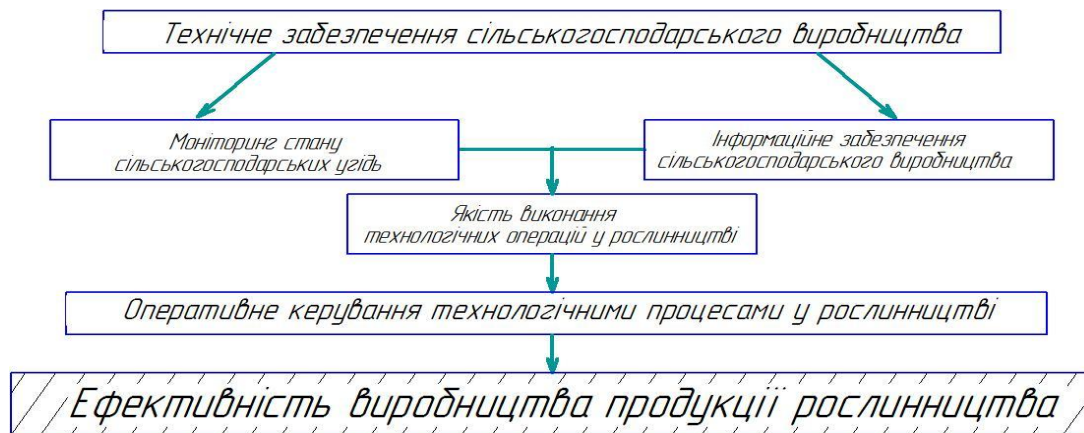 Технічне забезпечення сільськогосподарського виробництва
Моніторинг стану
сільськогосподарських угідь
Інформаційне забезпечення
сільськогосподарського виробництва
Якість виконання
технологічних операцій у рослинництві
Оперативне керування технологічними процесами у рослинництві
Ефективність виробництва продукції рослинництва